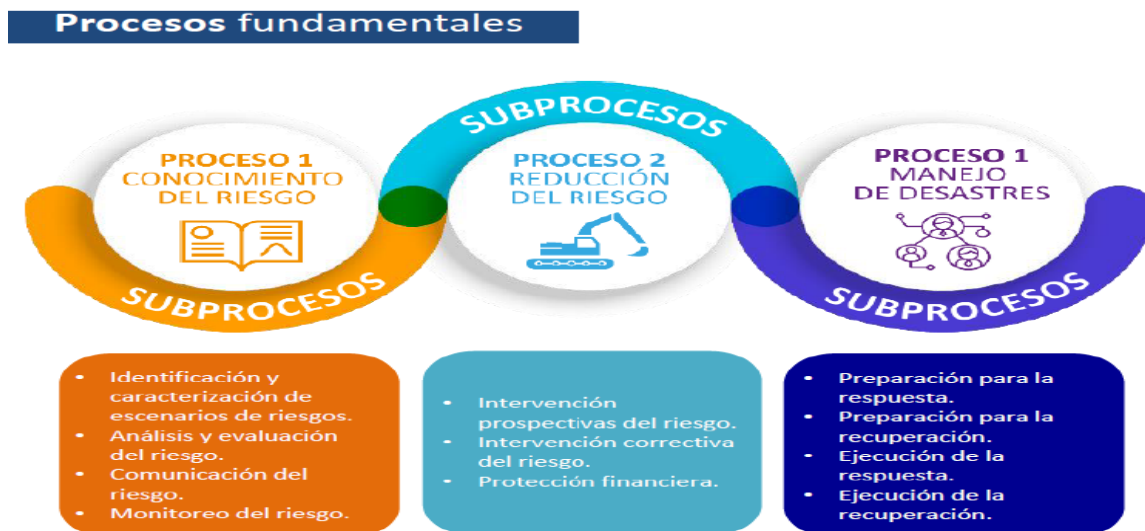 Procesos fundamentales
PROCESO 1
CONOCIMIENTO
DEL RIESGO
SUBPROCESOS
SUBPROCESOS
PROCESO 2
REDUCCIÓN
DEL RIESGO
PROCESO 1
MANEJO
DE DESASTRES
SUBPROCESOS
• Identificación y
caracterización de
escenarios de riesgos.
• Análisis y evaluación
del riesgo.
• Comunicación del
riesgo.
• Monitoreo del riesgo.
• Intervención
prospectivas del riesgo.
• Intervención correctiva
del riesgo.
• Protección financiera.
• Preparación para la
respuesta.
• Preparación para la
recuperación.
• Ejecución de la
respuesta.
• Ejecución de la
recuperación.